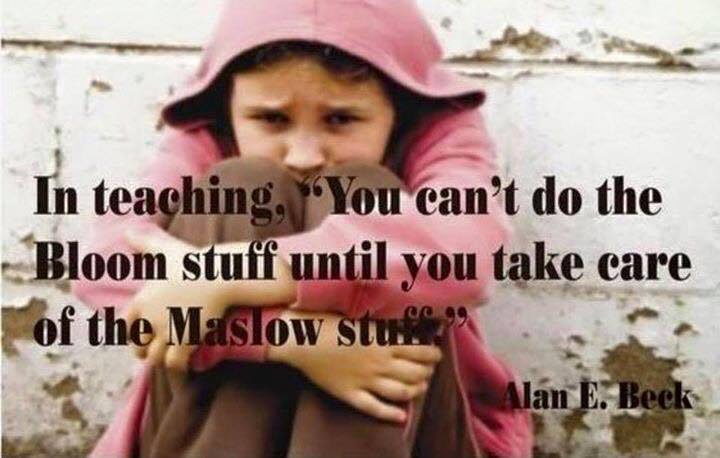 In teaching, “You can’t do the
Bloom stuff until you take care
of the Maslow stuff.”
Alan E. Beck